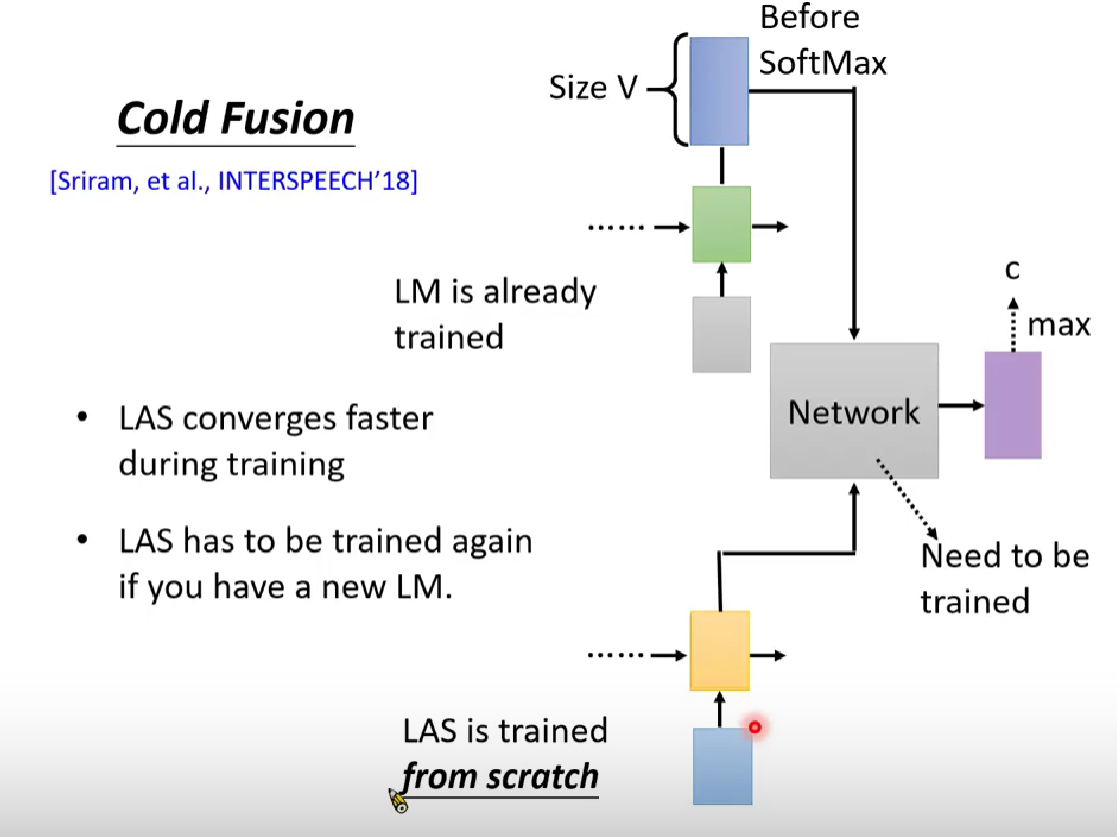 Before
SoftMax
Size V
Cold Fusion
[Sriram, et al., INTERSPEECH’18]
LM is already
trained
c
max
Network
• LAS converges faster
during training
• LAS has to be trained again
if you have a new LM.
Need to be
trained
LAS is trained
from scratch